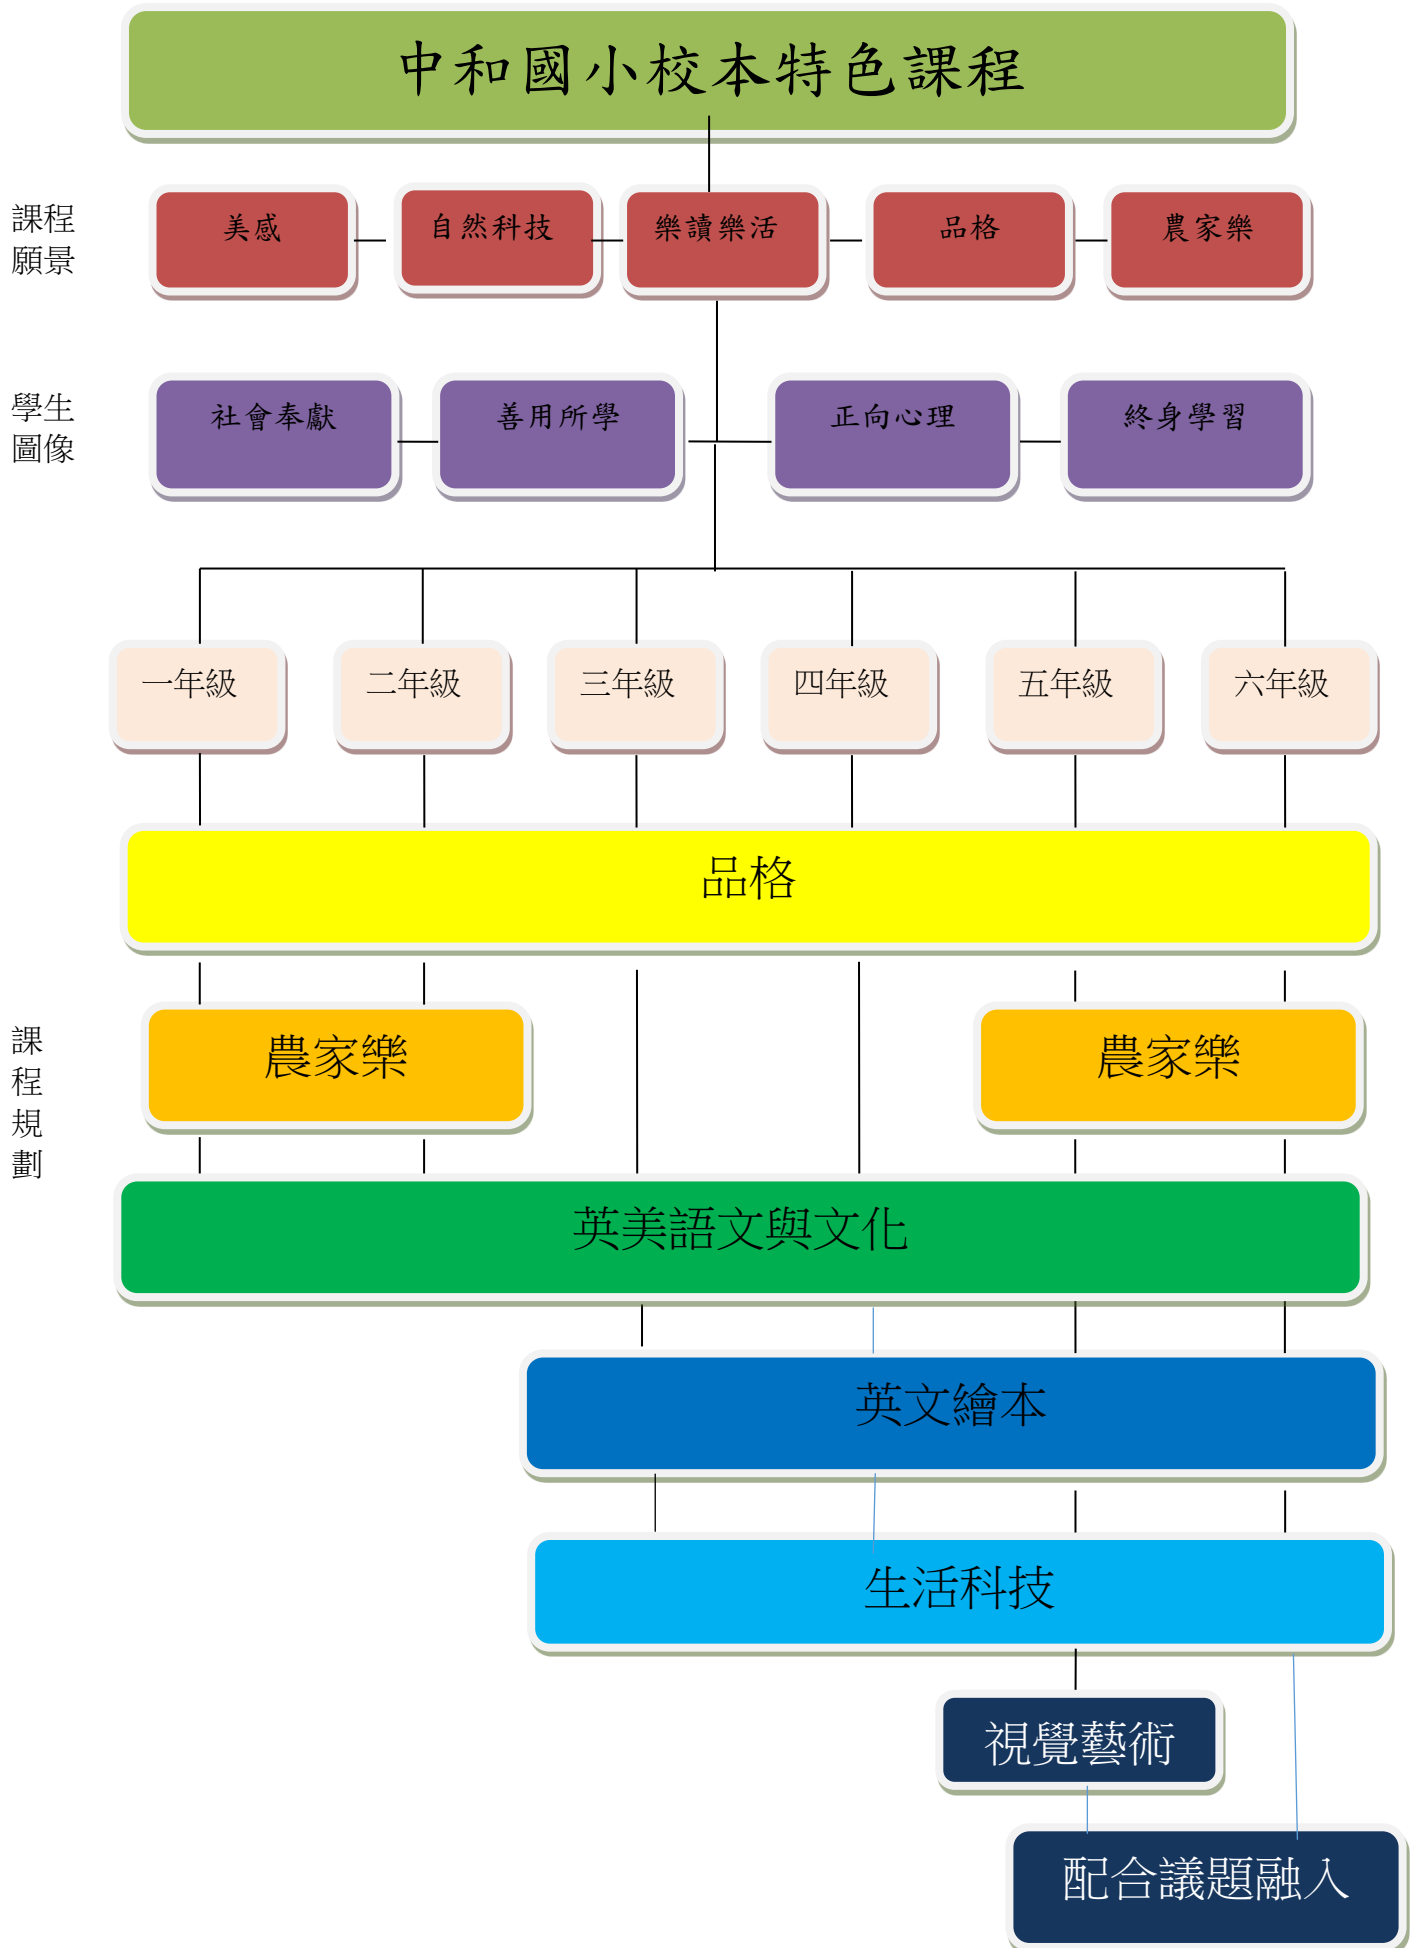 中和國小校本特色課程
課程
願景
美感
自然科技
樂讀樂活
品格
農家樂
學生
圖像
社會奉獻
善用所學
正向心理
終身學習
一年級
二年級
三年級
四年級
五年級
六年級
品格
課
程
規
劃
農家樂
農家樂
英美語文與文化
英文繪本
生活科技
視覺藝術
配合議題融入